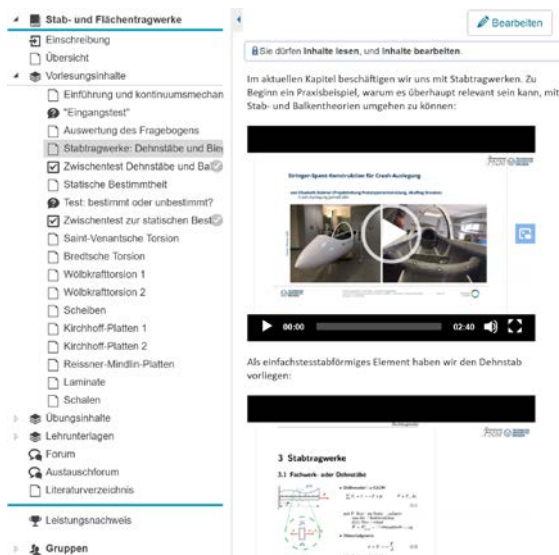 Stab- und Flächentragwerke
Einschreibung
Übersicht
Vorlesungsinhalte
Einführung und kontinuumsmechan
"Eingangstest"
Auswertung des Fragebogens
Stabtragwerke: Dehnstäbe und Bie
Zwischentest Dehnstäbe und Ba
Statische Bestimmtheit
Test: bestimmt oder unbestimmt?
Zwischentest zur statischen Best
Saint-Venantsche Torsion
Bredtsche Torsion
Wölbkrafttorsion 1
Wölbkrafttorsion 2
Scheiben
Kirchhoff-Platten 1
Kirchhoff-Platten 2
Reissner-Mindlin-Platten
Laminate
Schalen
Übungsinhalte
Lehrunterlagen
Forum
Austauschforum
Literaturverzeichnis
Leistungsnachweis
Gruppen
Bearbeiten
Sie dürfen Inhalte lesen, und Inhalte bearbeiten.
Im aktuellen Kapitel beschäftigen wir uns mit Stabtragwerken. Zu
Beginn ein Praxisbeispiel, warum es überhaupt relevant sein kann, mit
Stab- und Balkentheorien umgehen zu können:
Stringer-Spant-Konstruktion für Crash-Auslegung
00:00
02:40
Als einfachstesstabförmiges Element haben wir den Dehnstab
vorliegen:
3 Stabtragwerke
3.1 Fachwerk- oder Dehnstäbe